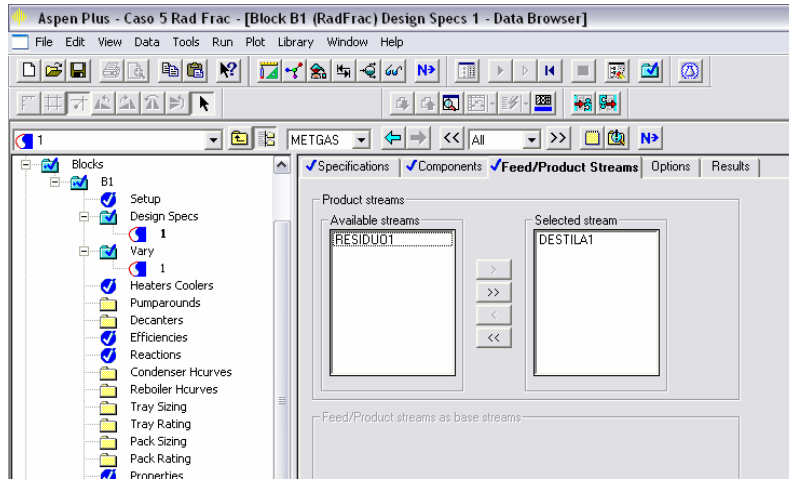 Aspen Plus - Caso 5 Rad Frac - [Block B1 (RadFrac) Design Specs 1 - Data Browser]
File Edit View Data Tools Run Plot Library Window Help
N>
1 METGAS << All >> N>
Blocks
B1
Setup
Design Specs
1
Vary
1
Heaters Coolers
Pumparounds
Decanters
Efficiencies
Reactions
Condenser Hcurves
Reboiler Hcurves
Tray Sizing
Tray Rating
Pack Sizing
Pack Rating
Properties
Specifications Components Feed/Product Streams Options Results
Product streams
Available streams Selected stream
RESIDUO1 DESTILA1
>
>>
<
<<
Feed/Product streams as base streams